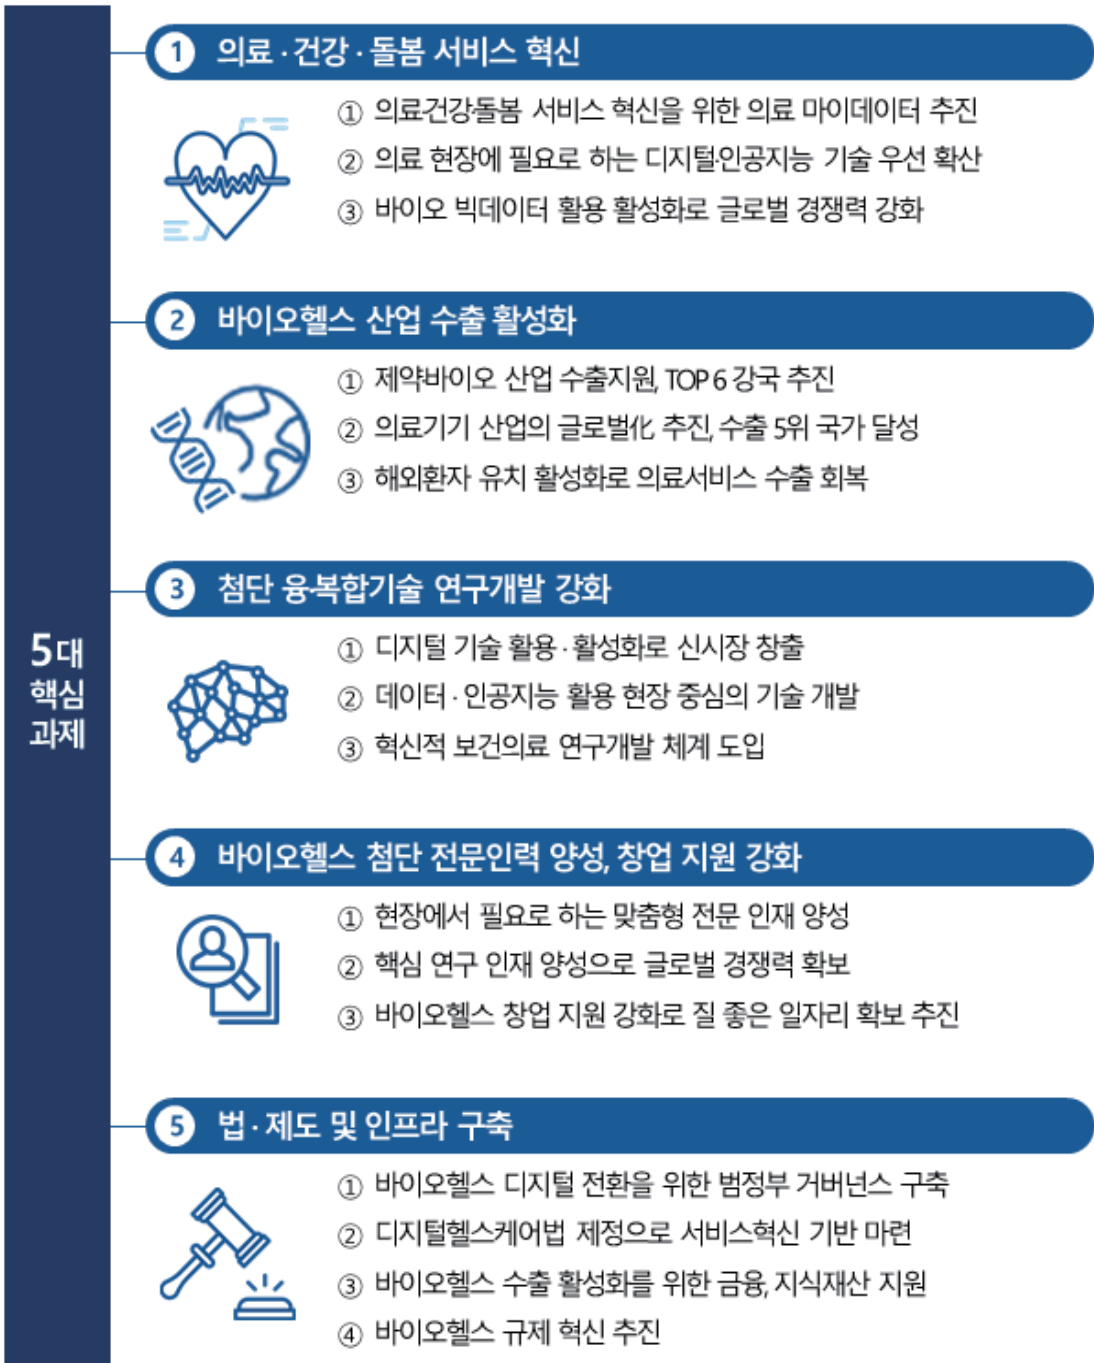 5대
핵심
과제
1 의료 · 건강 · 돌봄 서비스 혁신
① 의료·건강·돌봄 서비스 혁신을 위한 의료 마이데이터 추진
② 의료 현장에 필요로 하는 디지털·인공지능 기술 우선 확산
③ 바이오 빅데이터 활용 활성화로 글로벌 경쟁력 강화
2 바이오헬스 산업 수출 활성화
① 제약·바이오 산업 수출지원, TOP 6 강국 추진
② 의료기기 산업의 글로벌化 추진, 수출 5위 국가 달성
③ 해외환자 유치 활성화로 의료서비스 수출 회복
3 첨단 융·복합기술 연구개발 강화
① 디지털 기술 활용 · 활성화로 신시장 창출
② 데이터 · 인공지능 활용 현장 중심의 기술 개발
③ 혁신적 보건의료 연구개발 체계 도입
4 바이오헬스 첨단 전문인력 양성, 창업 지원 강화
① 현장에서 필요로 하는 맞춤형 전문 인재 양성
② 핵심 연구 인재 양성으로 글로벌 경쟁력 확보
③ 바이오헬스 창업 지원 강화로 질 좋은 일자리 확보 추진
5 법 · 제도 및 인프라 구축
① 바이오헬스 디지털 전환을 위한 범정부 거버넌스 구축
② 디지털헬스케어법 제정으로 서비스혁신 기반 마련
③ 바이오헬스 수출 활성화를 위한 금융, 지식재산 지원
④ 바이오헬스 규제 혁신 추진